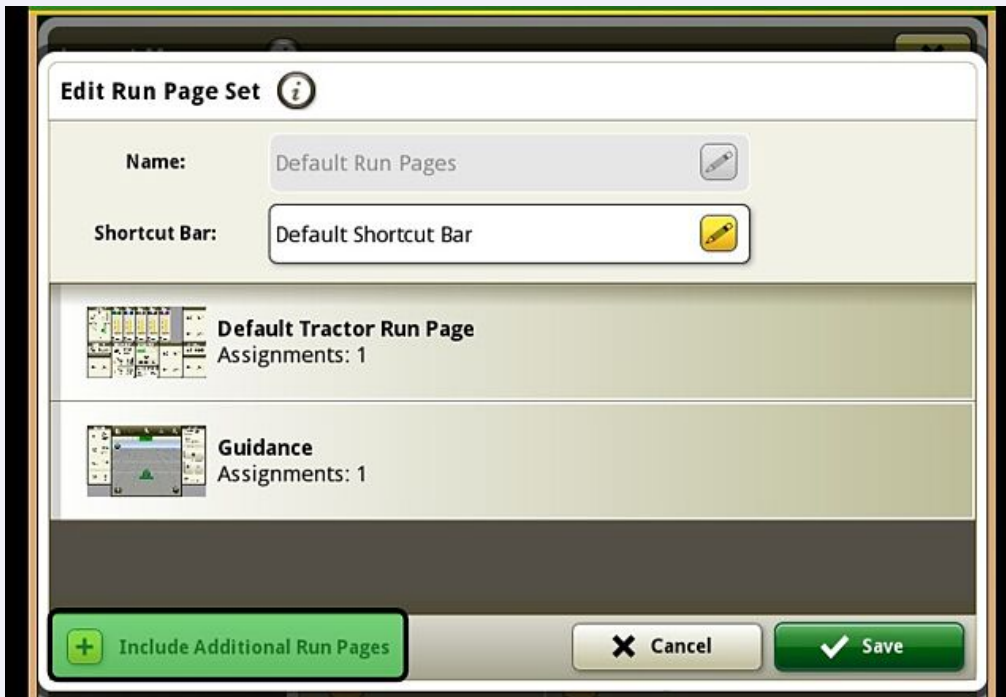 Edit Run Page Set
Name:
Default Run Pages
Shortcut Bar:
Default Shortcut Bar
Default Tractor Run Page
Assignments: 1
Guidance
Assignments: 1
Include Additional Run Pages
Cancel
Save